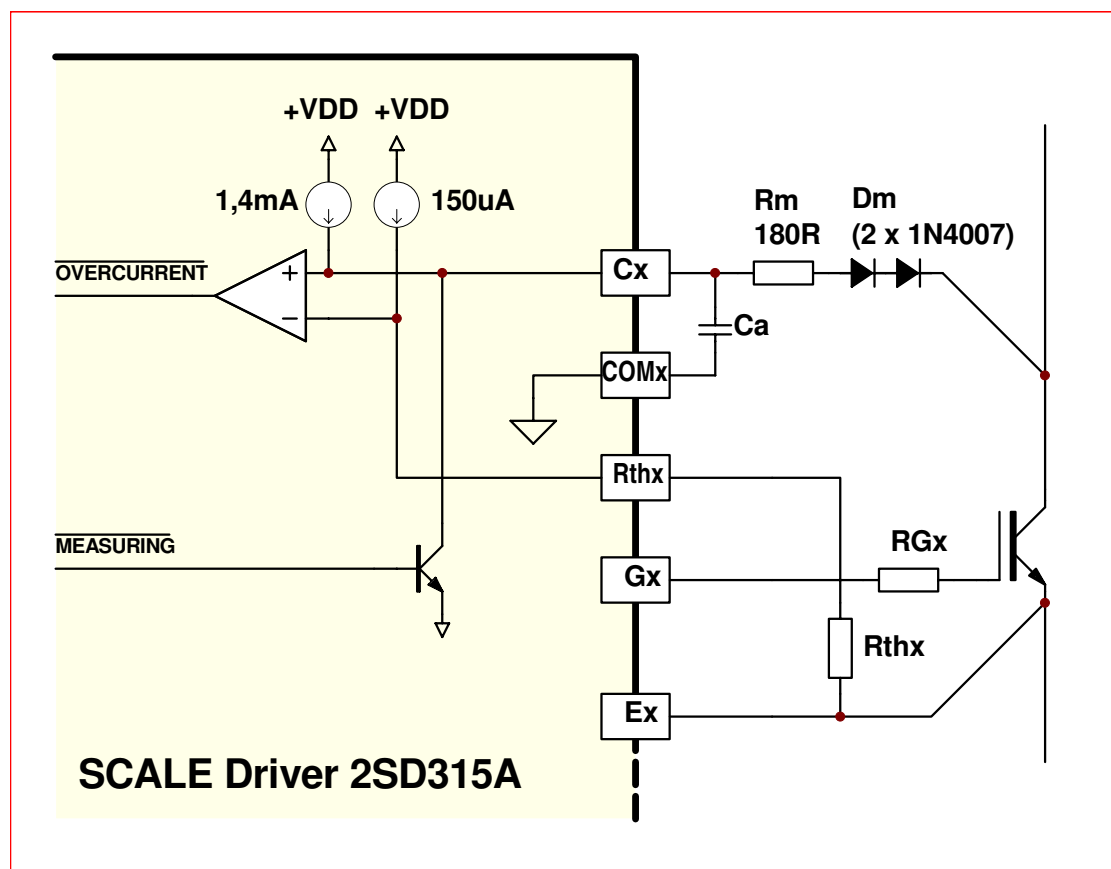 +VDD +VDD
1,4mA
150uA
Rm
180R
Dm
(2 x 1N4007)
OVERCURRENT
+
−
Cx
Ca
COMx
Rthx
MEASURING
Gx
RGx
Rthx
Ex
SCALE Driver 2SD315A